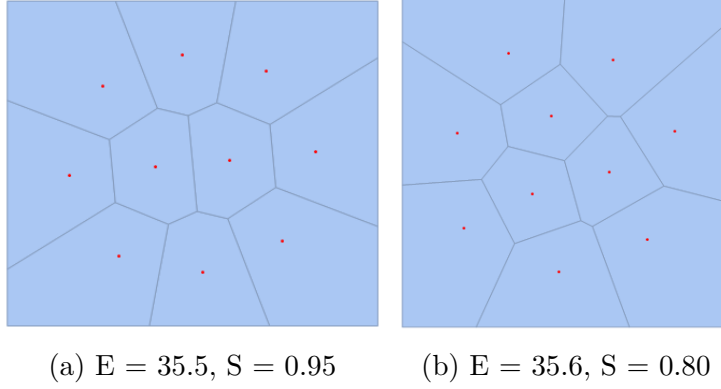 (a) E = 35.5, S = 0.95
(b) E = 35.6, S = 0.80